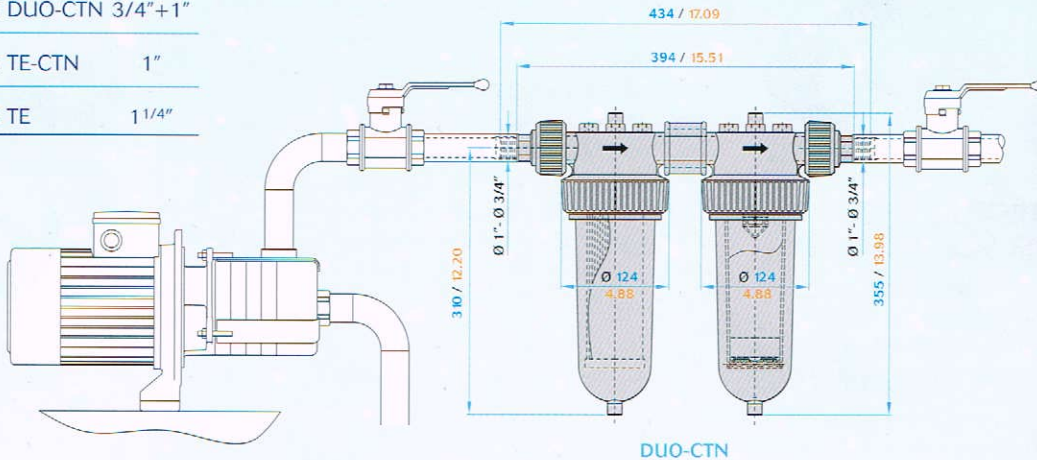 DUO-CTN 3/4"+1"
TE-CTN 1"
TE 1 1/4"
434 / 17.09
394 / 15.51
Ø 1"- Ø 3/4"
310 / 12.20
Ø 124
4.88
Ø 124
4.88
Ø 1"- Ø 3/4"
355 / 13.98
DUO-CTN